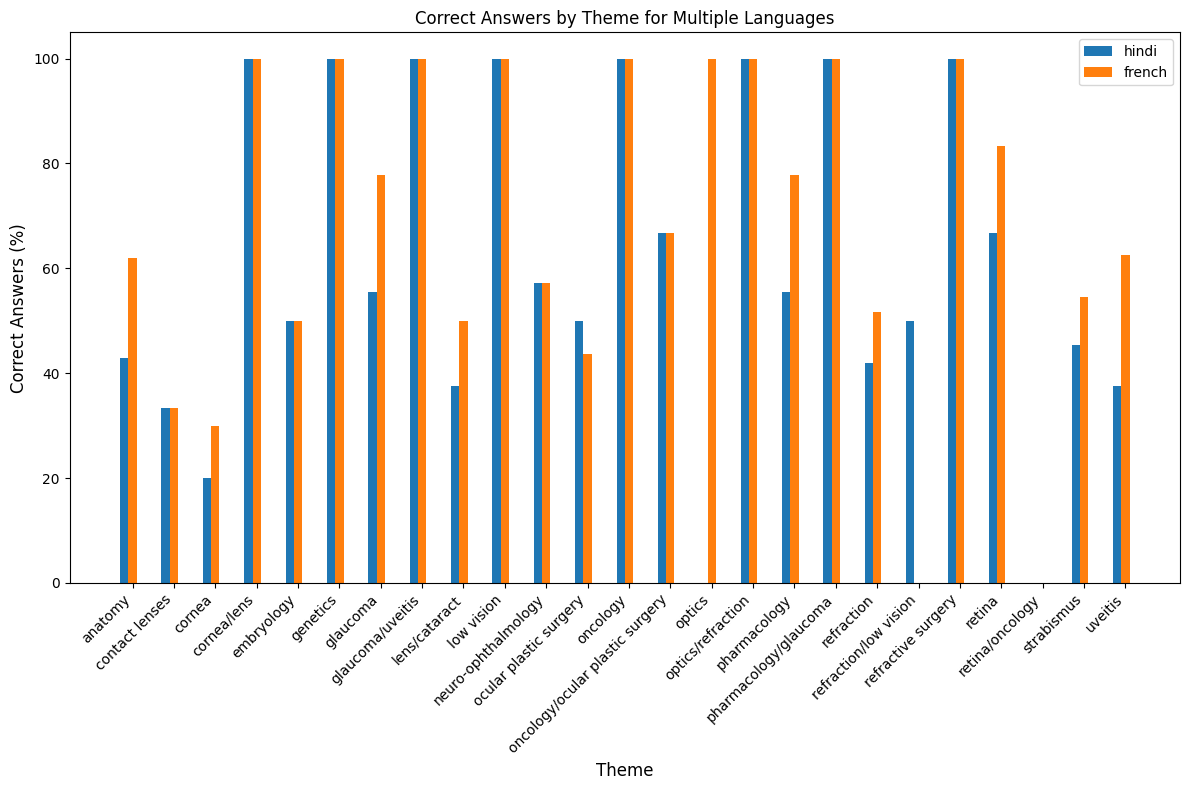 Correct Answers by Theme for Multiple Languages
hindi
french
Correct Answers (%)
100
80
60
40
20
0
anatomy
contact lenses
cornea
cornea/lens
embryology
genetics
glaucoma
glaucoma/uveitis
lens/cataract
low vision
neuro-ophthalmology
ocular plastic surgery
oncology
oncology/ocular plastic surgery
optics
optics/refraction
pharmacology
pharmacology/glaucoma
refraction
refraction/low vision
refractive surgery
retina
retina/oncology
strabismus
uveitis
Theme